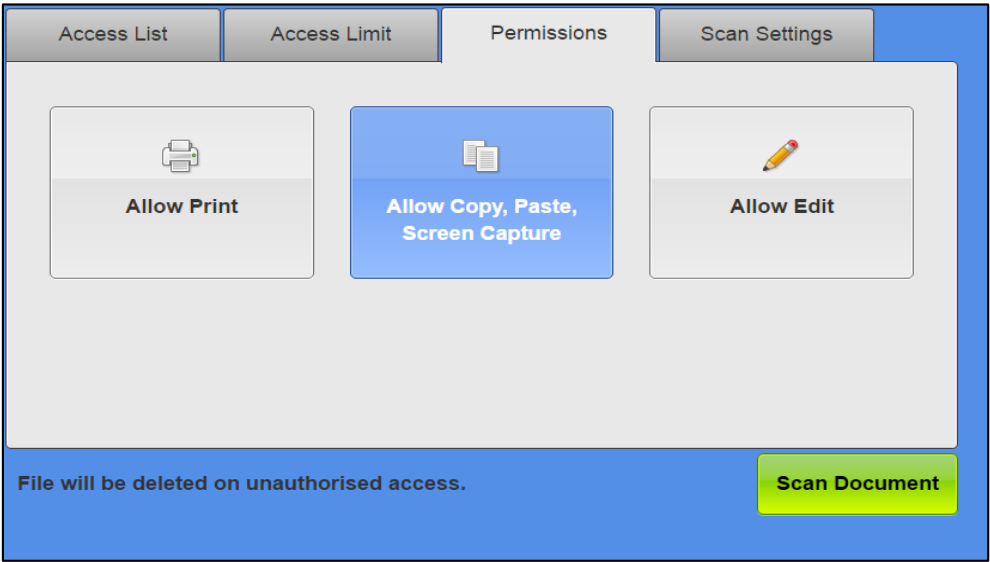 Access List
Access Limit
Permissions
Scan Settings
Allow Print
Allow Copy, Paste,
Screen Capture
Allow Edit
File will be deleted on unauthorised access.
Scan Document